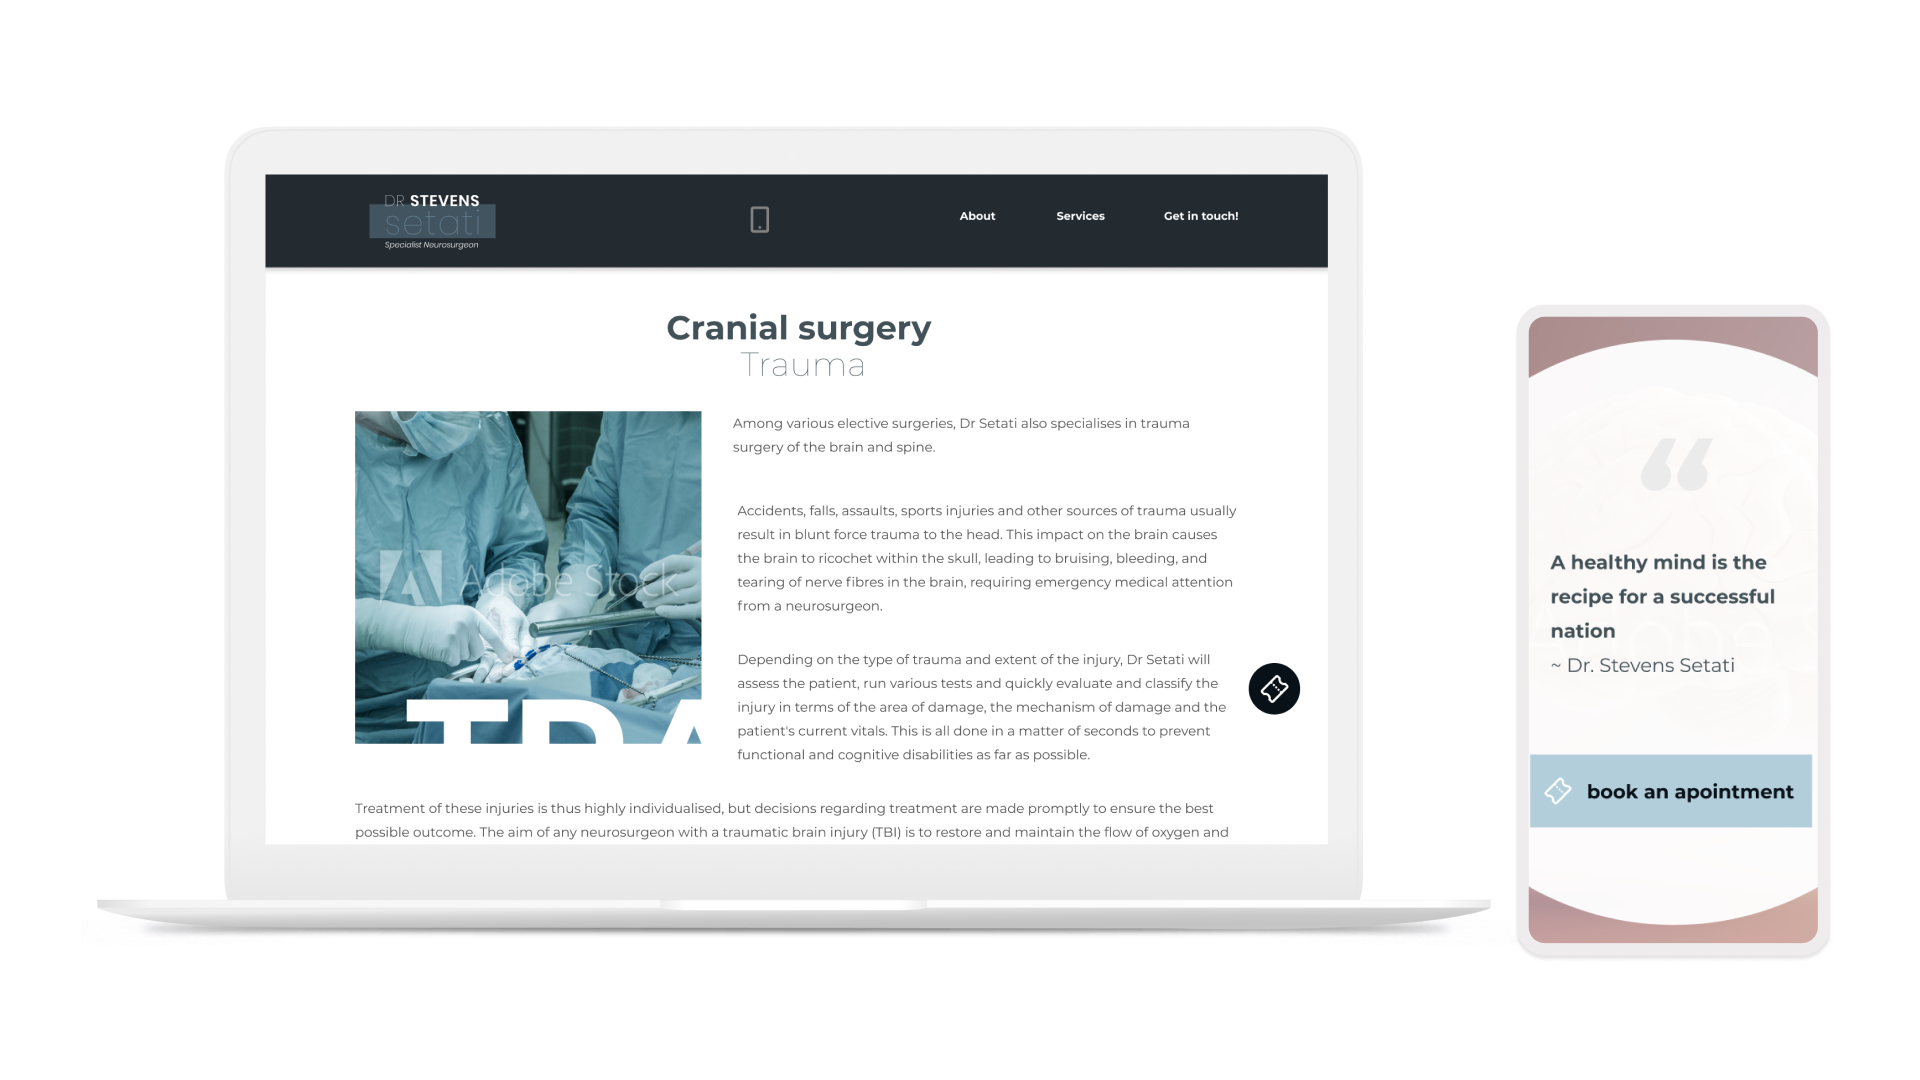 DR STEVENS
setati
Specialist Neurosurgeon
About
Services
Get in touch!
Cranial surgery
Trauma
Adobe Stock
TRA
Among various elective surgeries, Dr Setati also specialises in trauma
surgery of the brain and spine.
Accidents, falls, assaults, sports injuries and other sources of trauma usually
result in blunt force trauma to the head. This impact on the brain causes
the brain to ricochet within the skull, leading to bruising, bleeding, and
tearing of nerve fibres in the brain, requiring emergency medical attention
from a neurosurgeon.
Depending on the type of trauma and extent of the injury, Dr Setati will
assess the patient, run various tests and quickly evaluate and classify the
injury in terms of the area of damage, the mechanism of damage and the
patient's current vitals. This is all done in a matter of seconds to prevent
functional and cognitive disabilities as far as possible.
Treatment of these injuries is thus highly individualised, but decisions regarding treatment are made promptly to ensure the best
possible outcome. The aim of any neurosurgeon with a traumatic brain injury (TBI) is to restore and maintain the flow of oxygen and
“
A healthy mind is the
recipe for a successful
nation
Adobe
~ Dr. Stevens Setati
book an apointment